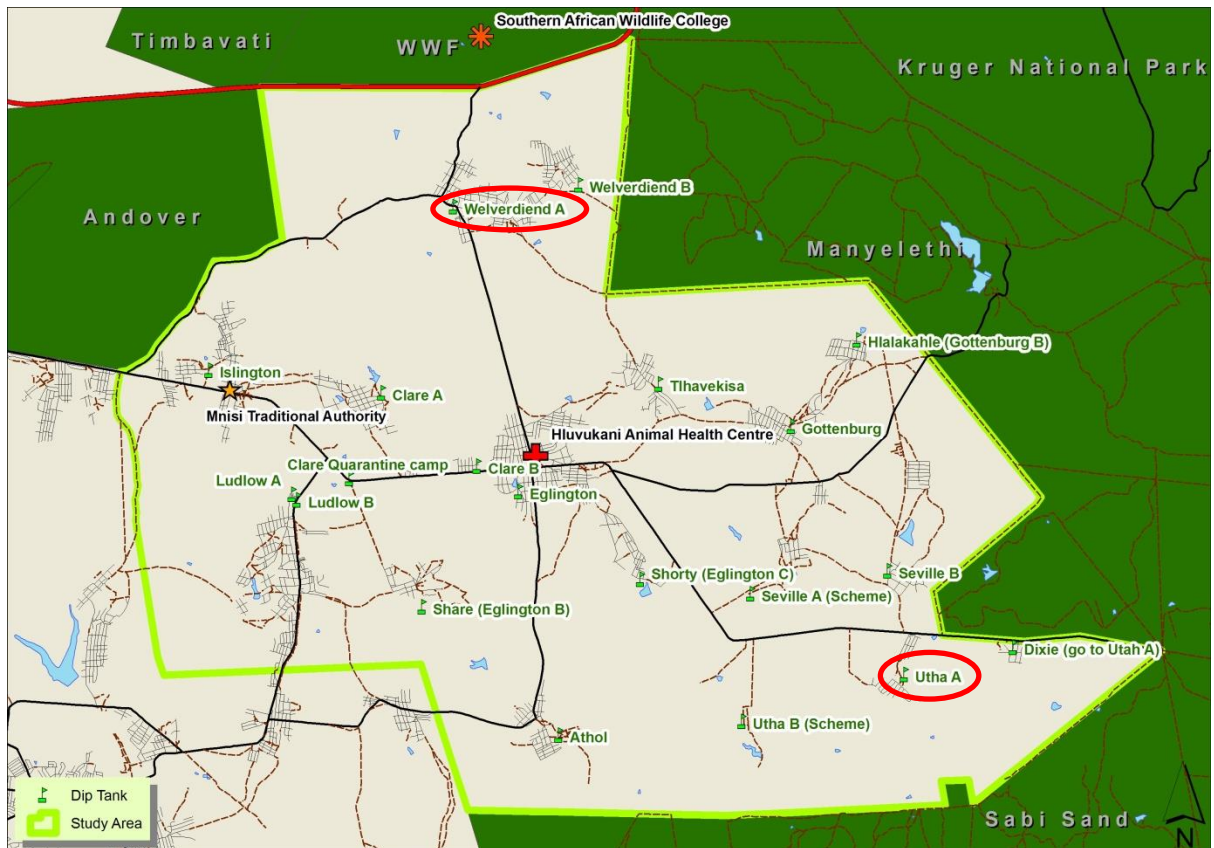 Southern African Wildlife College
Timbavati
WWF
Kruger National Park
Welverdiend B
Welverdiend A
Andover
Manyelethi
Hlalakahle (Gottenburg B)
Islington
Tlhavekisa
Clare A
Mnisi Traditional Authority
Gottenburg
Hluvukani Animal Health Centre
Clare Quarantine camp
Clare B
Ludlow A
Eglington
Ludlow B
Shorty (Eglington C)
Seville B
Seville A (Scheme)
Share (Eglington B)
Dixie (go to Utah A)
Utha A
Utha B (Scheme)
Athol
Dip Tank
Study Area
Sabi Sand
N